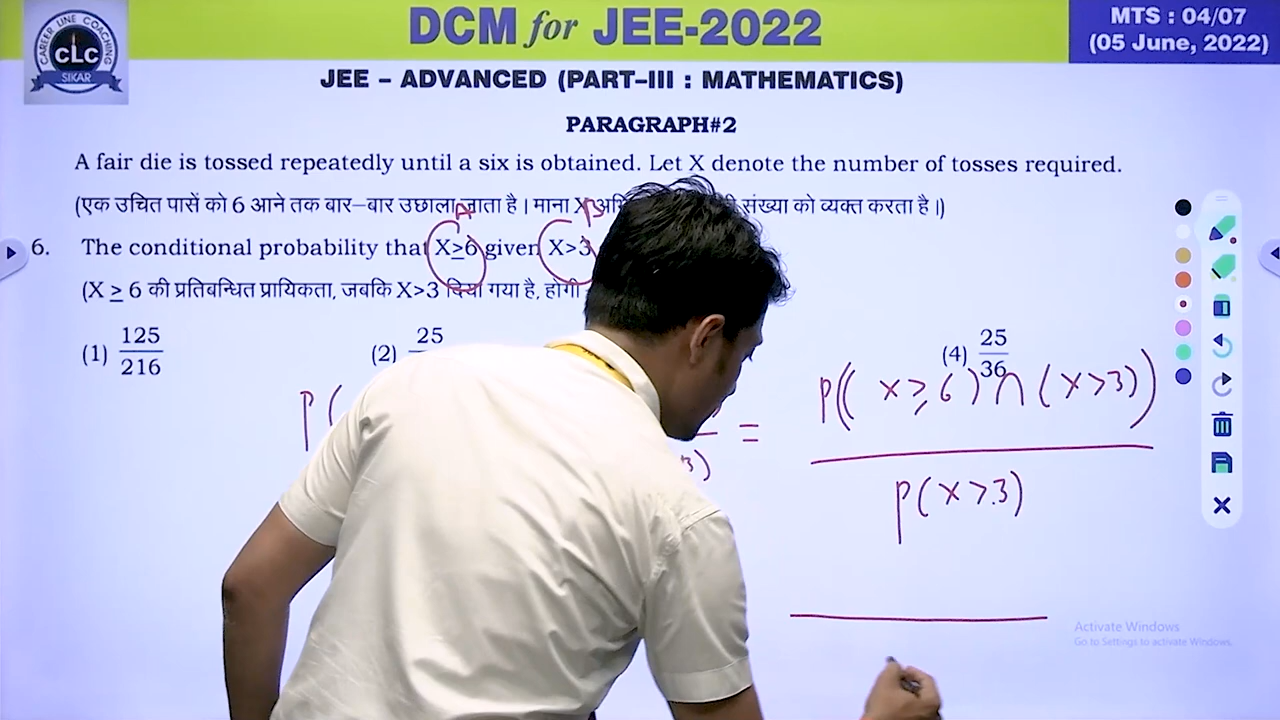 DCM for JEE-2022
MTS : 04/07
(05 June, 2022)
CAREER LINE COACHING
CLC
SIKAR
JEE – ADVANCED (PART–III : MATHEMATICS)
PARAGRAPH#2
A fair die is tossed repeatedly until a six is obtained. Let X denote the number of tosses required.
(एक उचित पासें को 6 आने तक बार–बार उछाला जाता है। माना X संख्या को व्यक्त करता है।)
A B
6. The conditional probability that X≥6 given X>3
(X ≥ 6 की प्रतिबन्धित प्रायिकता, जबकि X>3 दिया गया है, होगी
(1) 125/216 (2) 25 (4) 25/36
P( = P((X≥6)∩(X>3))
P(X>3)
Activate Windows
Go to Settings to activate Windows.